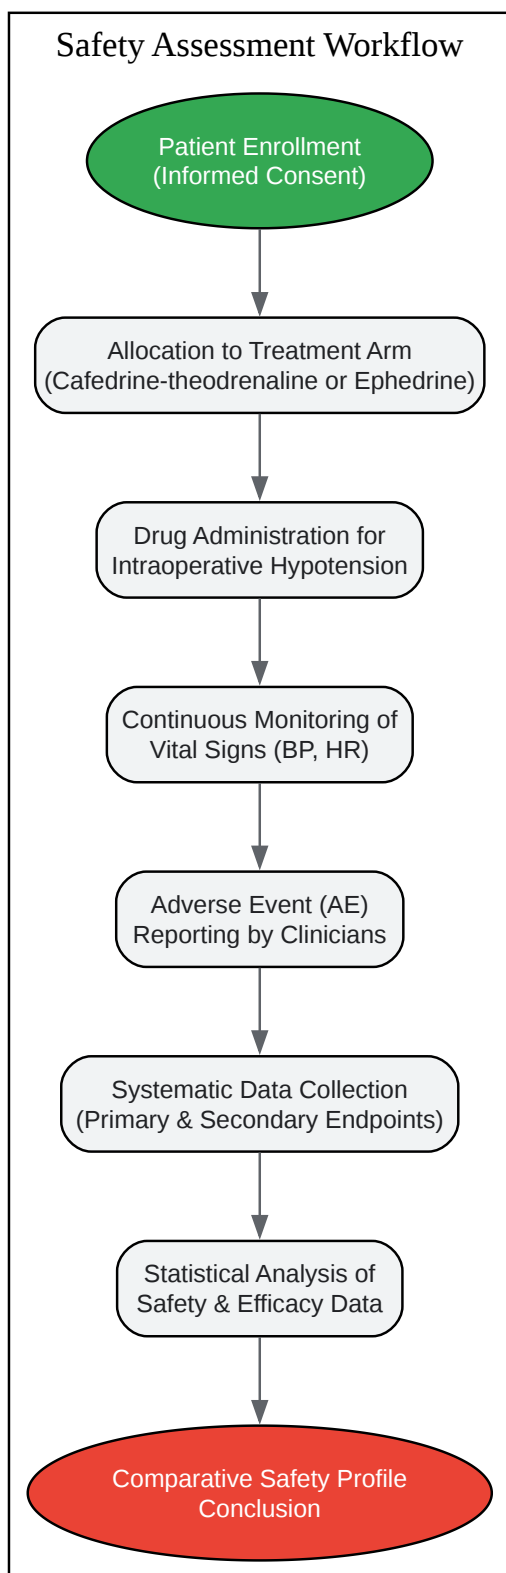 Safety Assessment Workflow
Patient Enrollment
(Informed Consent)
Allocation to Treatment Arm
(Cafedrine-theodrenaline or Ephedrine)
Drug Administration for
Intraoperative Hypotension
Continuous Monitoring of
Vital Signs (BP, HR)
Adverse Event (AE)
Reporting by Clinicians
Systematic Data Collection
(Primary & Secondary Endpoints)
Statistical Analysis of
Safety & Efficacy Data
Comparative Safety Profile
Conclusion